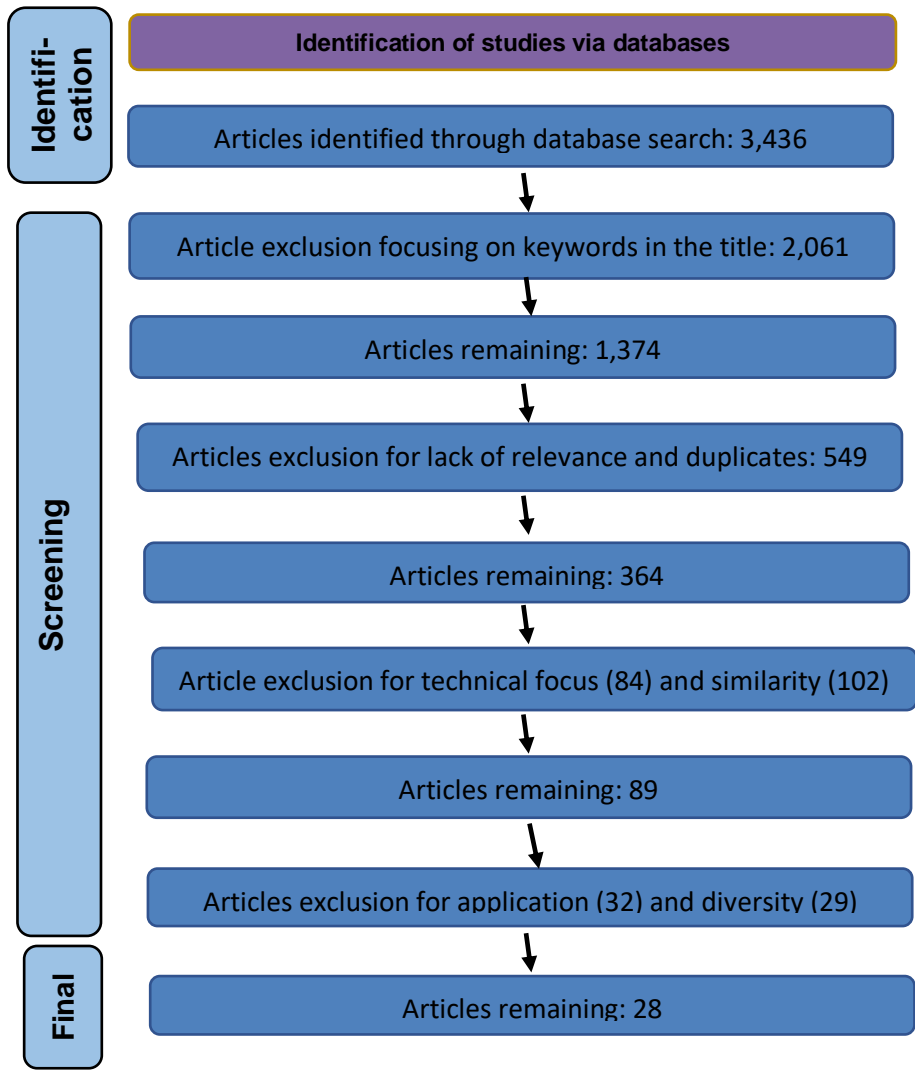 Identifi-
cation
Identification of studies via databases
Articles identified through database search: 3,436
Screening
Article exclusion focusing on keywords in the title: 2,061
Articles remaining: 1,374
Articles exclusion for lack of relevance and duplicates: 549
Articles remaining: 364
Article exclusion for technical focus (84) and similarity (102)
Articles remaining: 89
Articles exclusion for application (32) and diversity (29)
Final
Articles remaining: 28